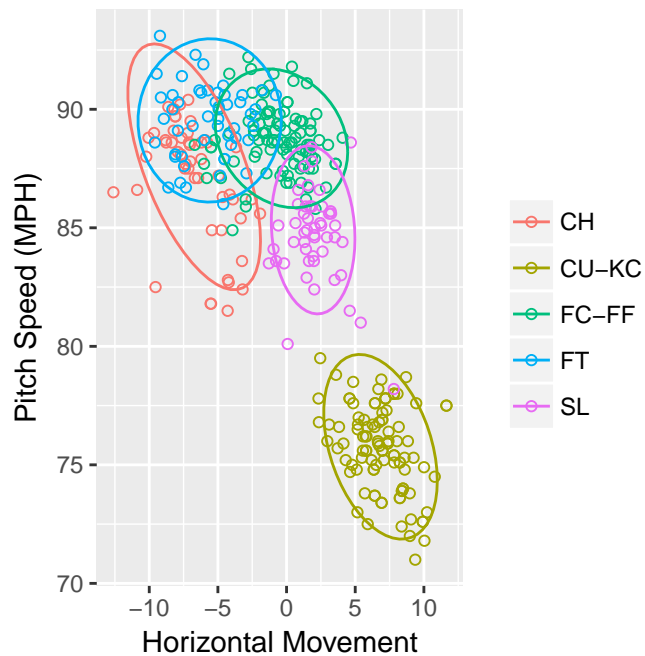 Pitch Speed (MPH)
90
85
80
75
70
−10
−5
0
5
10
Horizontal Movement
CH
CU−KC
FC−FF
FT
SL